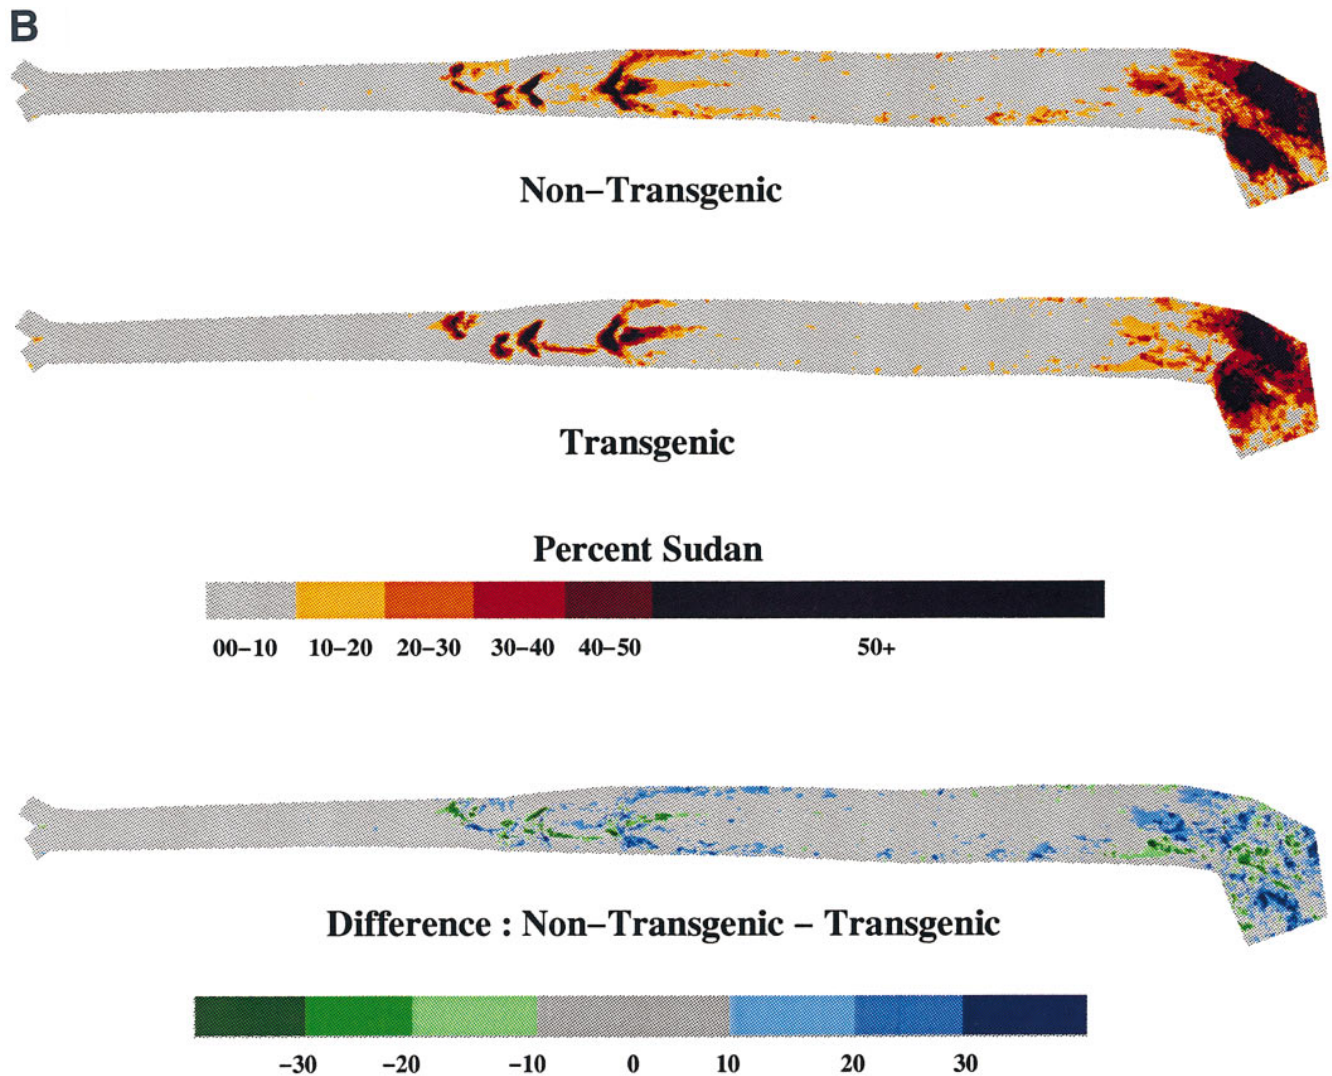 B
Non–Transgenic
Transgenic
Percent Sudan
00–10 10–20 20–30 30–40 40–50 50+
Difference : Non–Transgenic – Transgenic
–30 –20 –10 0 10 20 30